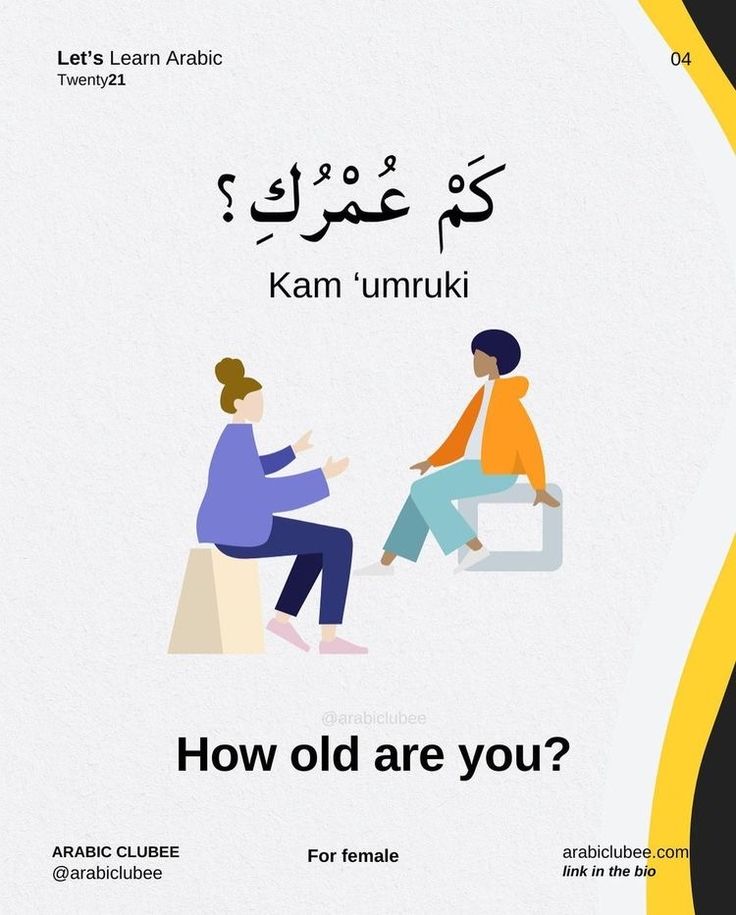 Let’s Learn Arabic
Twenty21
04
كَمْ عُمْرُكِ؟
Kam ‘umruki
@arabiclubee
How old are you?
ARABIC CLUBEE
@arabiclubee
For female
arabiclubee.com
link in the bio